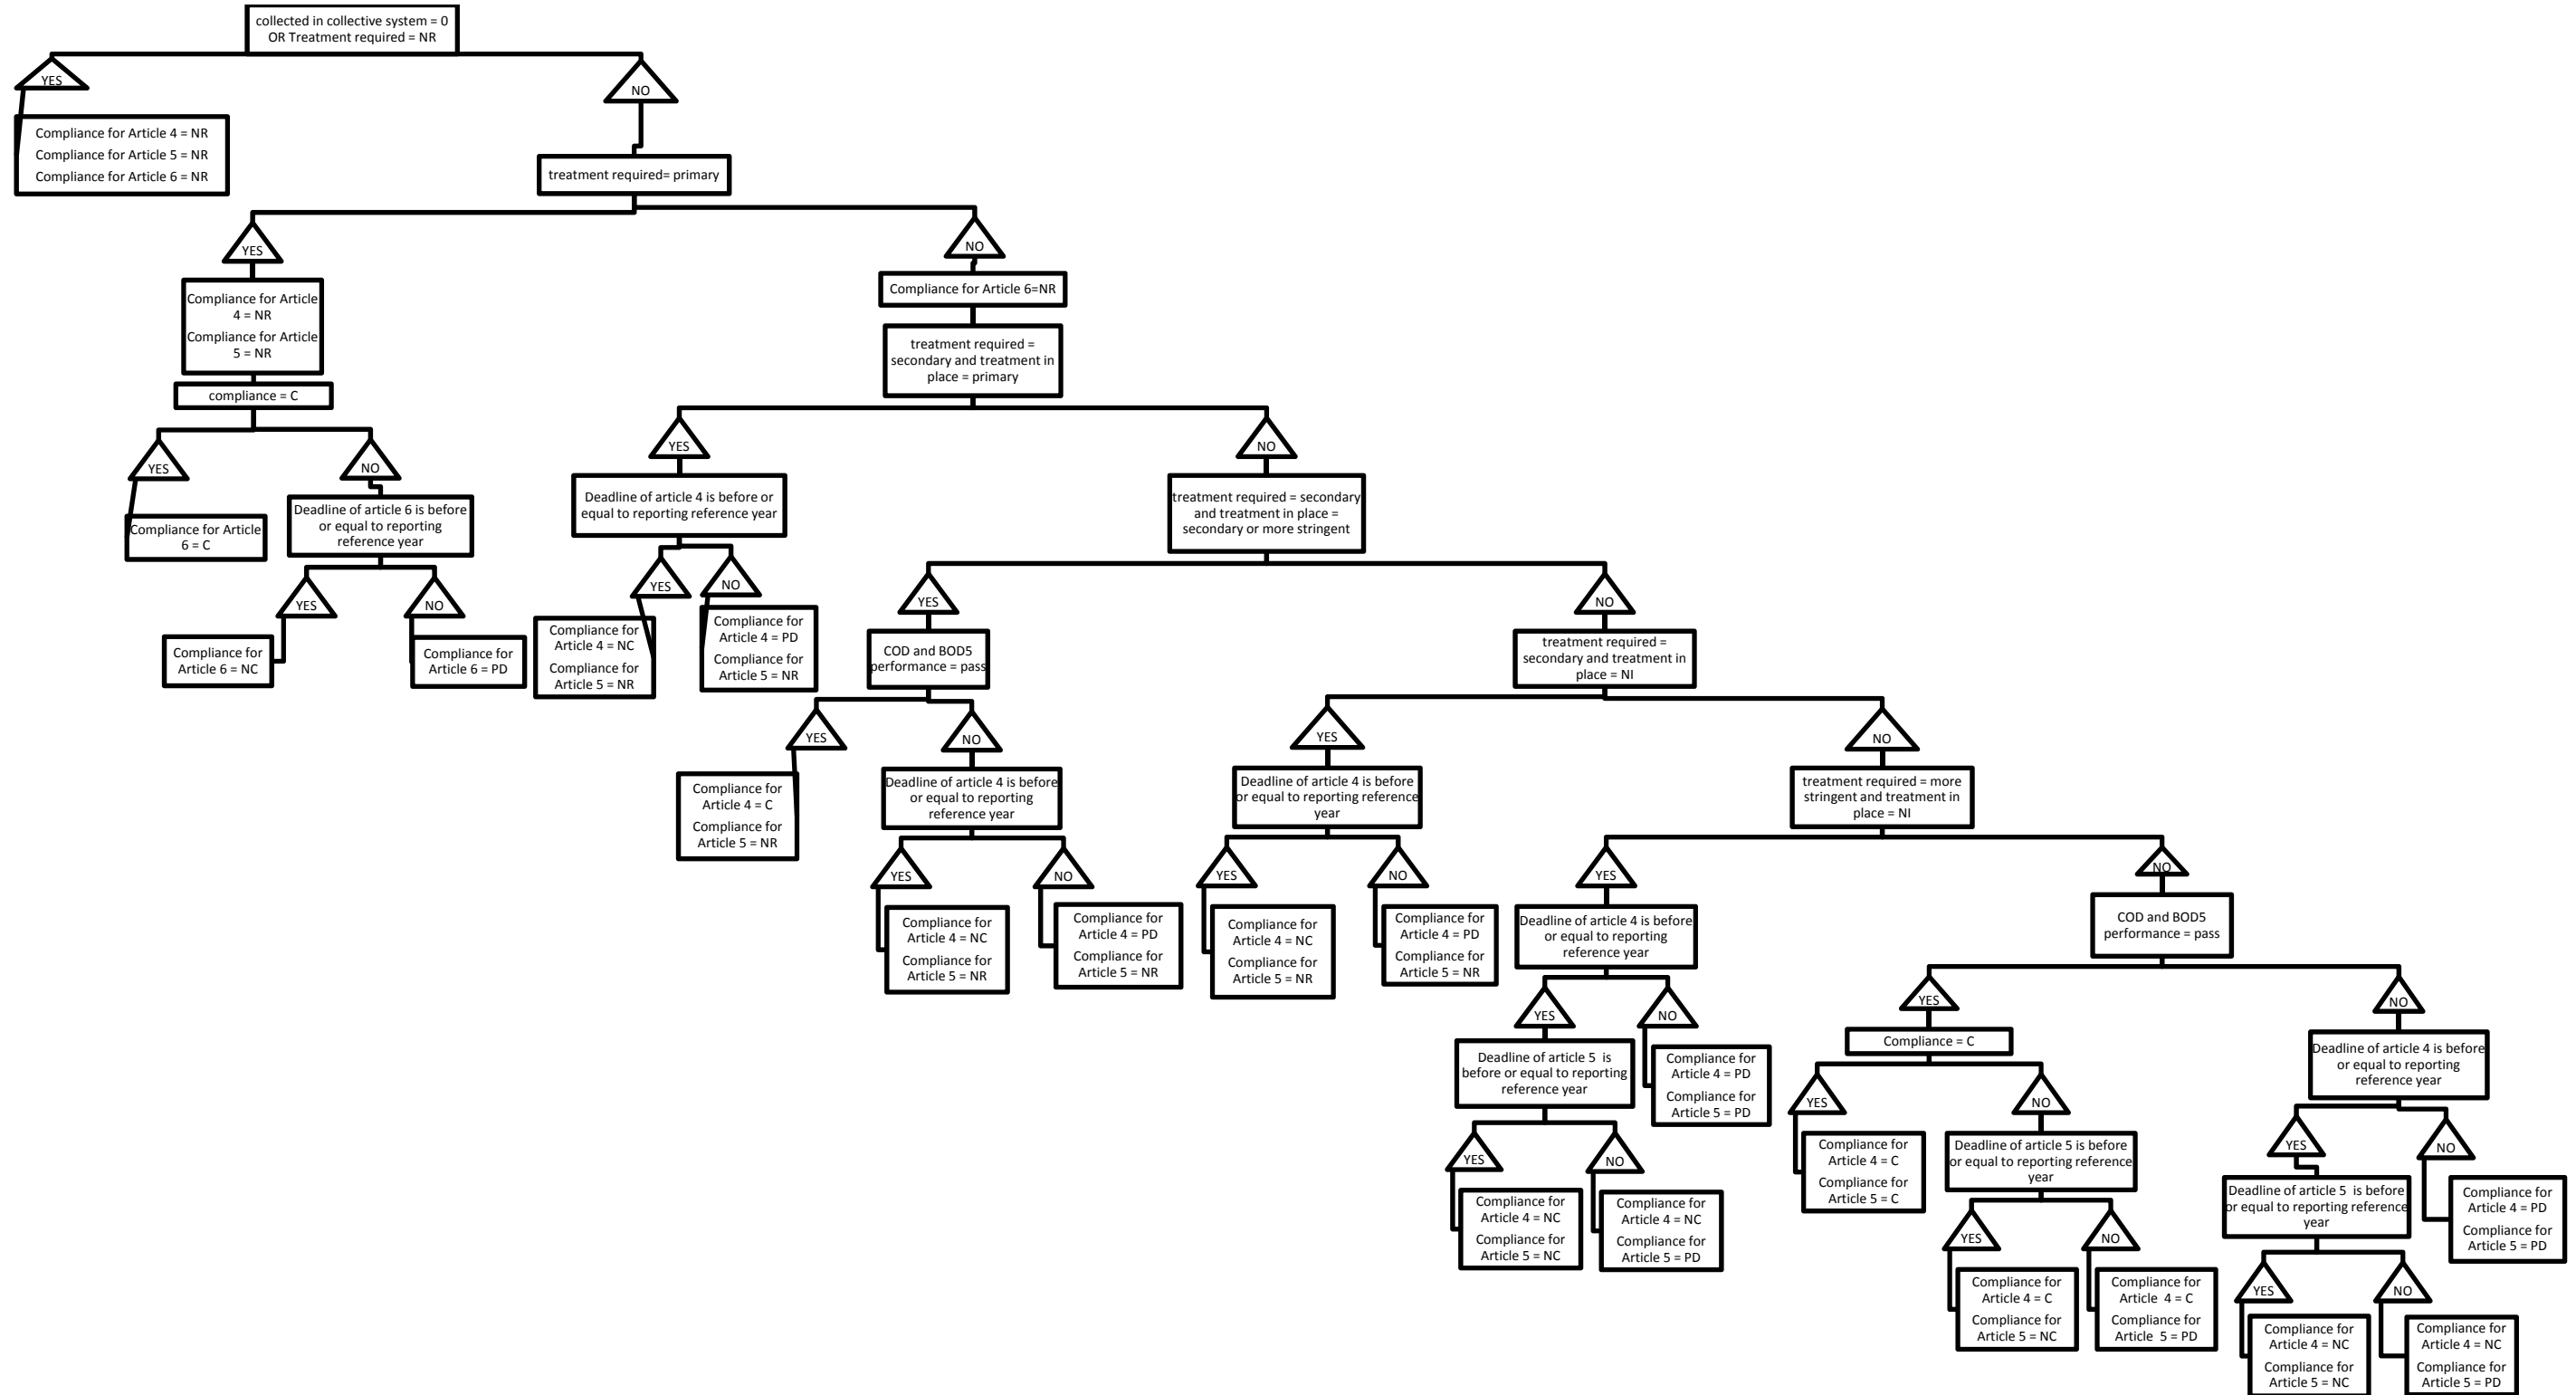 collected in collective system = 0
OR Treatment required = NR
YES
NO
Compliance for Article 4 = NR
Compliance for Article 5 = NR
Compliance for Article 6 = NR
treatment required= primary
YES
NO
Compliance for Article
4 = NR
Compliance for Article
5 = NR
Compliance for Article 6=NR
treatment required =
secondary and treatment in
place = primary
compliance = C
YES
NO
YES
NO
Compliance for Article
6 = C
Deadline of article 6 is before
or equal to reporting
reference year
Deadline of article 4 is before or
equal to reporting reference year
treatment required = secondary
and treatment in place =
secondary or more stringent
YES
NO
YES
NO
YES
NO
Compliance for
Article 6 = NC
Compliance for
Article 6 = PD
Compliance for
Article 4 = NC
Compliance for
Article 5 = NR
Compliance for
Article 4 = PD
Compliance for
Article 5 = NR
COD and BOD5
performance = pass
treatment required =
secondary and treatment in
place = NI
YES
NO
YES
NO
Compliance for
Article 4 = C
Compliance for
Article 5 = NR
Deadline of article 4 is before
or equal to reporting
reference year
Deadline of article 4 is before
or equal to reporting reference
year
treatment required = more
stringent and treatment in
place = NI
YES
NO
YES
NO
YES
NO
Compliance for
Article 4 = NC
Compliance for
Article 5 = NR
Compliance for
Article 4 = PD
Compliance for
Article 5 = NR
Compliance for
Article 4 = NC
Compliance for
Article 5 = NR
Compliance for
Article 4 = PD
Compliance for
Article 5 = NR
Deadline of article 4 is before
or equal to reporting
reference year
COD and BOD5
performance = pass
YES
NO
YES
NO
Deadline of article 5  is
before or equal to reporting
reference year
Compliance for
Article 4 = PD
Compliance for
Article 5 = PD
Compliance = C
Deadline of article 4 is before
or equal to reporting
reference year
YES
NO
YES
NO
YES
NO
Compliance for
Article 4 = NC
Compliance for
Article 5 = NC
Compliance for
Article 4 = NC
Compliance for
Article 5 = PD
Compliance for
Article 4 = C
Compliance for
Article 5 = C
Deadline of article 5 is before
or equal to reporting reference
year
Deadline of article 5  is before
or equal to reporting reference
year
Compliance for
Article 4 = PD
Compliance for
Article 5 = PD
YES
NO
YES
NO
Compliance for
Article 4 = C
Compliance for
Article 5 = NC
Compliance for
Article  4 = C
Compliance for
Article  5 = PD
Compliance for
Article 4 = NC
Compliance for
Article 5 = NC
Compliance for
Article 4 = NC
Compliance for
Article 5 = PD